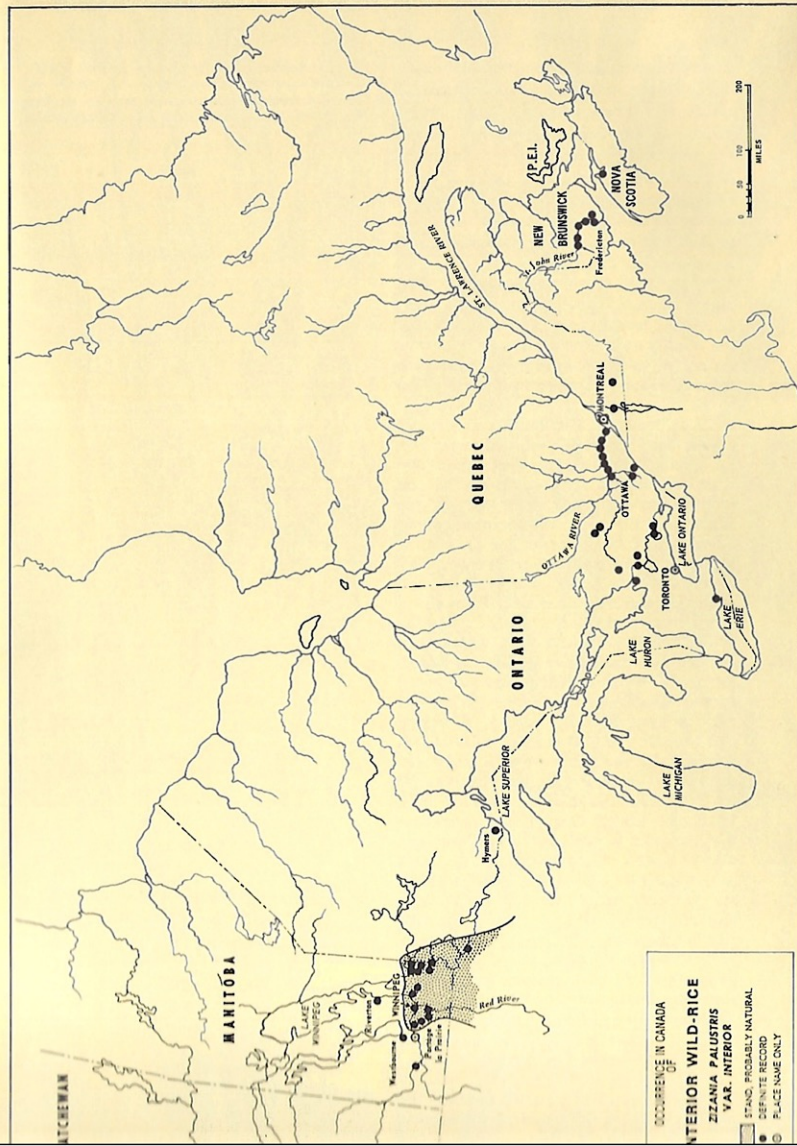 ATCHEWAN
MANITOBA
LAKE
WINNIPEG
Riverton
WINNIPEG
Westbourne
Portage
la Prairie
Red River
Hymers
LAKE SUPERIOR
ONTARIO
QUEBEC
LAKE
MICHIGAN
LAKE
HURON
LAKE
ERIE
LAKE ONTARIO
TORONTO
OTTAWA
OTTAWA RIVER
MONTREAL
ST. LAWRENCE RIVER
NEW
BRUNSWICK
P.E.I.
NOVA
SCOTIA
John River
Fredericton
0 50 100 200
MILES
OCCURRENCE IN CANADA
OF
NTERIOR WILD-RICE
ZIZANIA PALUSTRIS
VAR. INTERIOR
STAND, PROBABLY NATURAL
DEFINITE RECORD
PLACE NAME ONLY